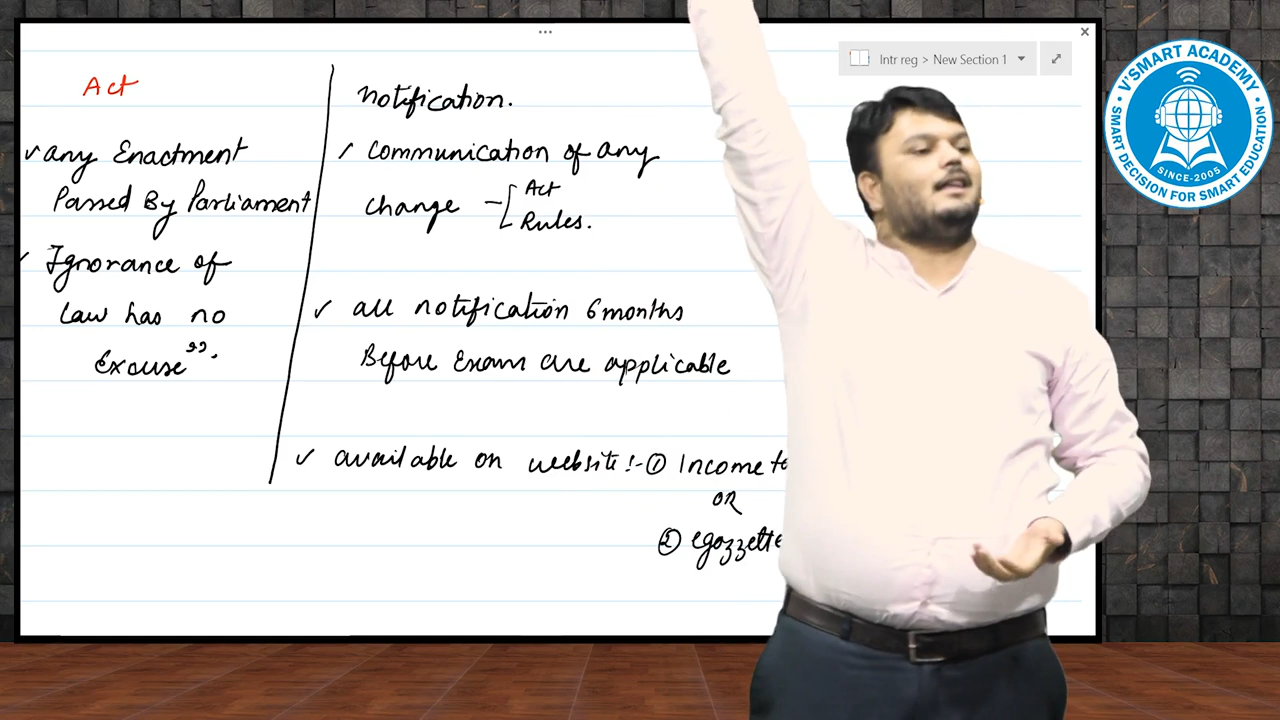 Act
any Enactment
Passed By Parliament
Ignorance of
Law has no
Excuse”.
notification.
Communication of any
change
Act
Rules.
all notification 6 months
Before Exams are applicable
available on website:- ① Income
OR
② egazzette
Intr reg > New Section 1
V'SMART ACADEMY
SINCE-2005
SMART DECISION FOR SMART EDUCATION